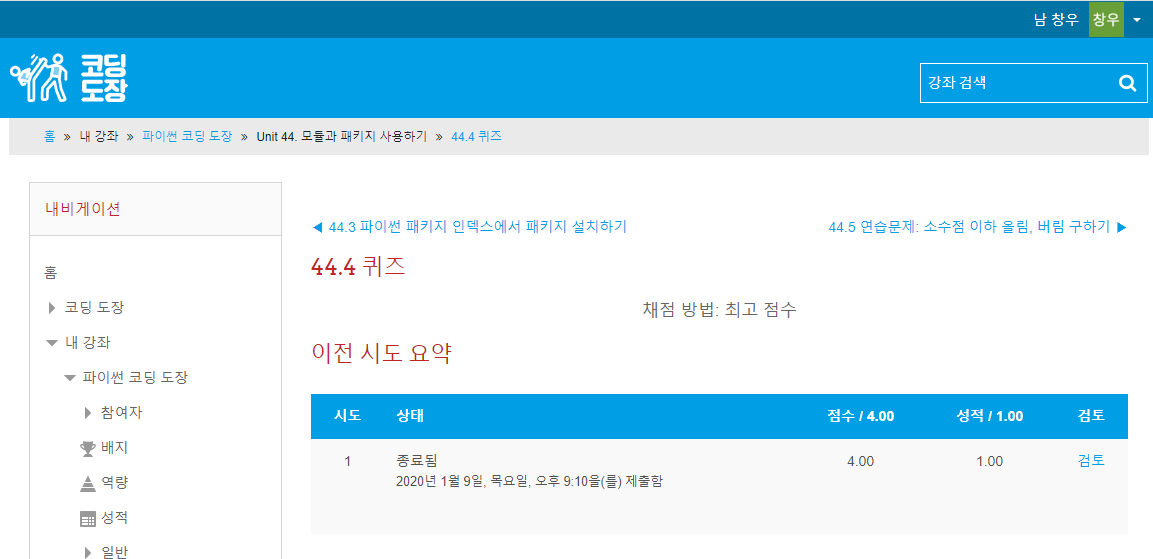 남 창우 창우
코딩
도장
강좌 검색
홈 » 내 강좌 » 파이썬 코딩 도장 » Unit 44. 모듈과 패키지 사용하기 » 44.4 퀴즈
내비게이션
홈
코딩 도장
내 강좌
파이썬 코딩 도장
참여자
배지
역량
성적
일반
◀ 44.3 파이썬 패키지 인덱스에서 패키지 설치하기
44.5 연습문제: 소수점 이하 올림, 버림 구하기 ▶
44.4 퀴즈
채점 방법: 최고 점수
이전 시도 요약
시도 상태 점수 / 4.00 성적 / 1.00 검토
1 종료됨 4.00 1.00 검토
2020년 1월 9일, 목요일, 오후 9:10을(를) 제출함